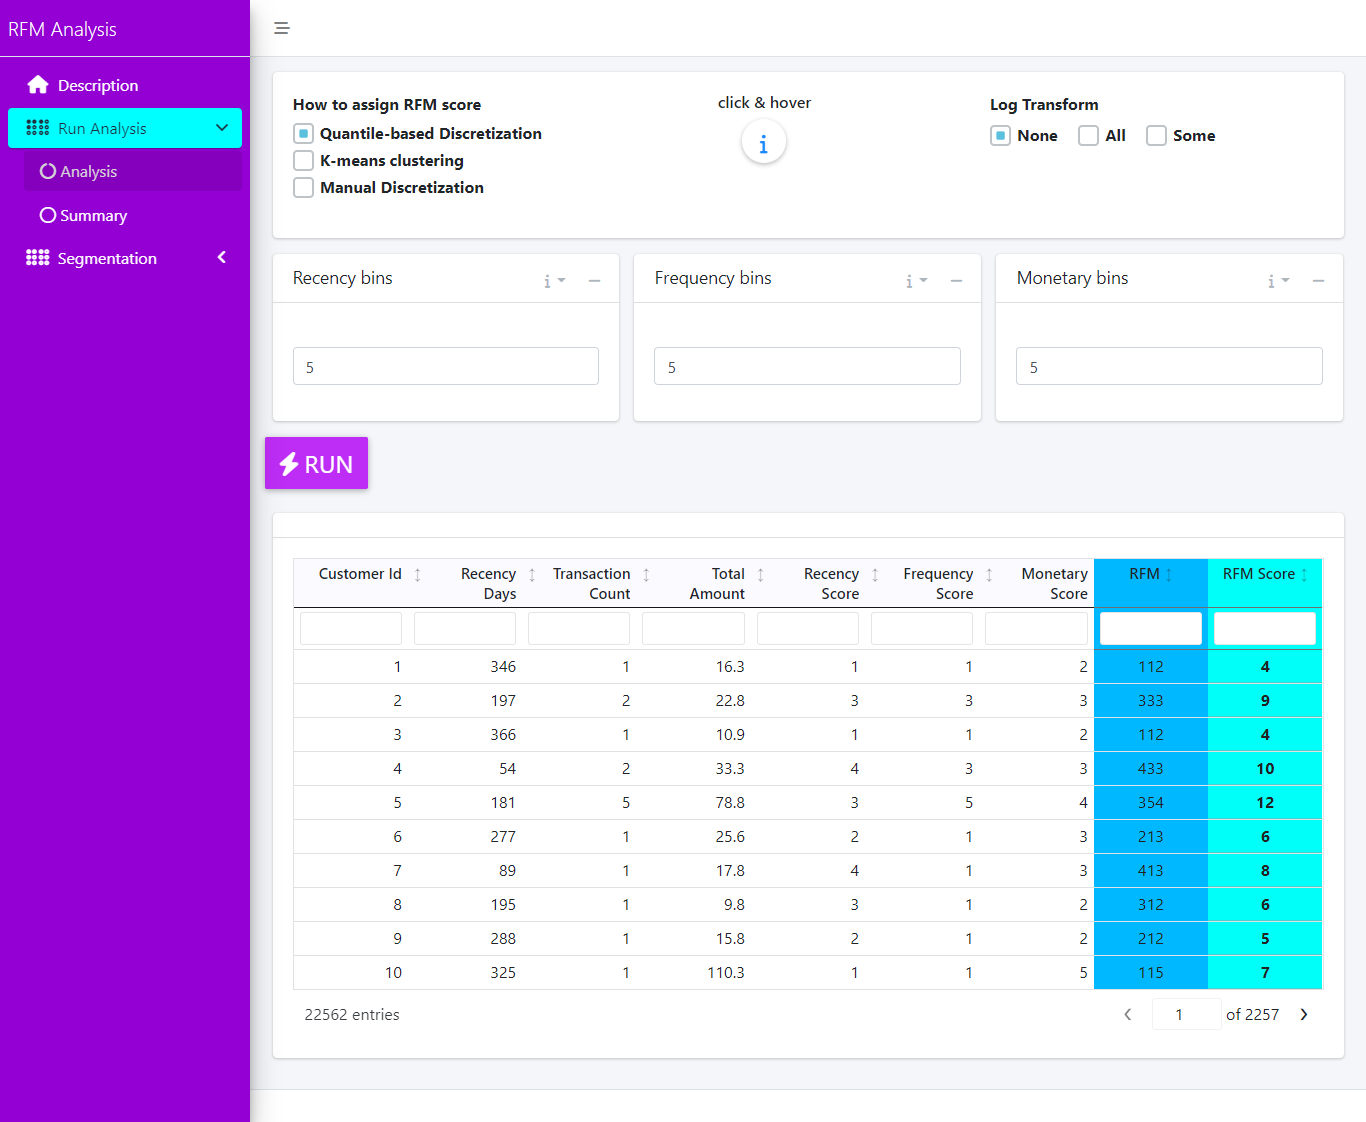 RFM Analysis
Description
Run Analysis
Analysis
Summary
Segmentation
How to assign RFM score
Quantile-based Discretization
K-means clustering
Manual Discretization
click & hover
i
Log Transform
None All Some
Recency bins i
5
Frequency bins i
5
Monetary bins i
5
RUN
Customer Id Recency Days Transaction Count Total Amount Recency Score Frequency Score Monetary Score RFM RFM Score
1 346 1 16.3 1 1 2 112 4
2 197 2 22.8 3 3 3 333 9
3 366 1 10.9 1 1 2 112 4
4 54 2 33.3 4 3 3 433 10
5 181 5 78.8 3 5 4 354 12
6 277 1 25.6 2 1 3 213 6
7 89 1 17.8 4 1 3 413 8
8 195 1 9.8 3 1 2 312 6
9 288 1 15.8 2 1 2 212 5
10 325 1 110.3 1 1 5 115 7
22562 entries
1 of 2257